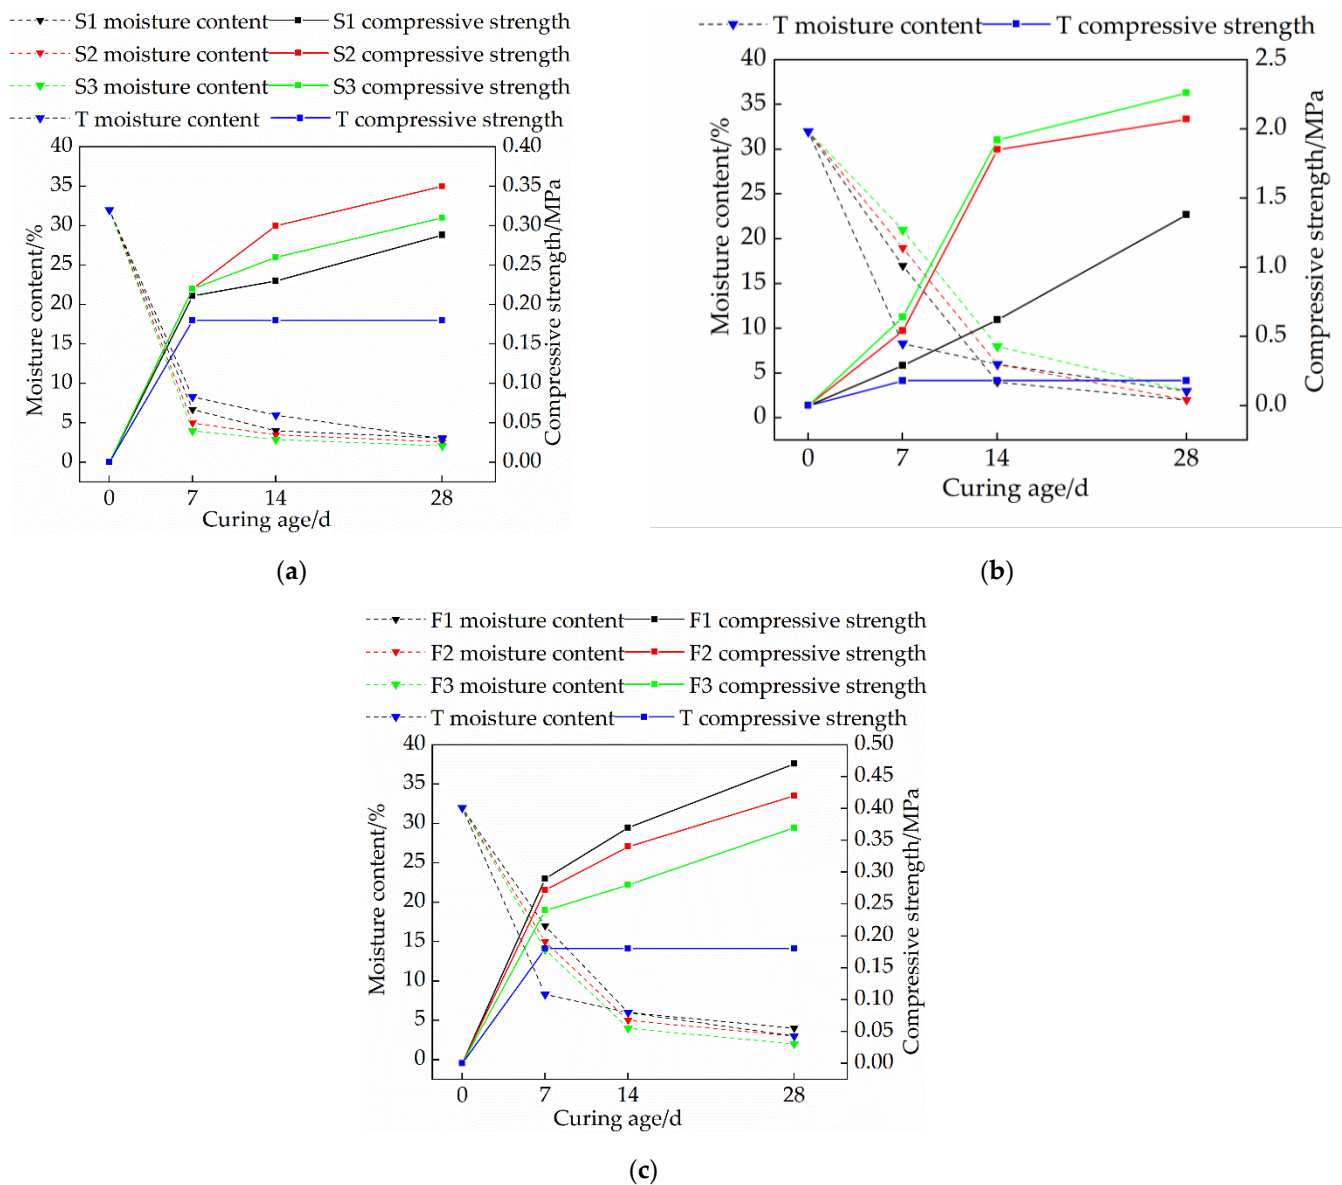 S1 moisture content S1 compressive strength
S2 moisture content S2 compressive strength
S3 moisture content S3 compressive strength
T moisture content T compressive strength
40 0.40
35 0.35
30 0.30
25 0.25
20 0.20
15 0.15
10 0.10
5 0.05
0 0.00
Moisture content/%
Compressive strength/MPa
0 7 14 28
Curing age/d
(a)
T moisture content T compressive strength
40 2.5
35
30 2.0
25
20 1.5
15 1.0
10
5 0.5
0 0.0
Moisture content/%
Compressive strength/MPa
0 7 14 28
Curing age/d
(b)
F1 moisture content F1 compressive strength
F2 moisture content F2 compressive strength
F3 moisture content F3 compressive strength
T moisture content T compressive strength
40 0.50
35 0.45
30 0.40
25 0.35
20 0.30
0.25
15 0.20
10 0.15
0.10
5 0.05
0 0.00
Moisture content/%
Compressive strength/MPa
0 7 14 28
Curing age/d
(c)